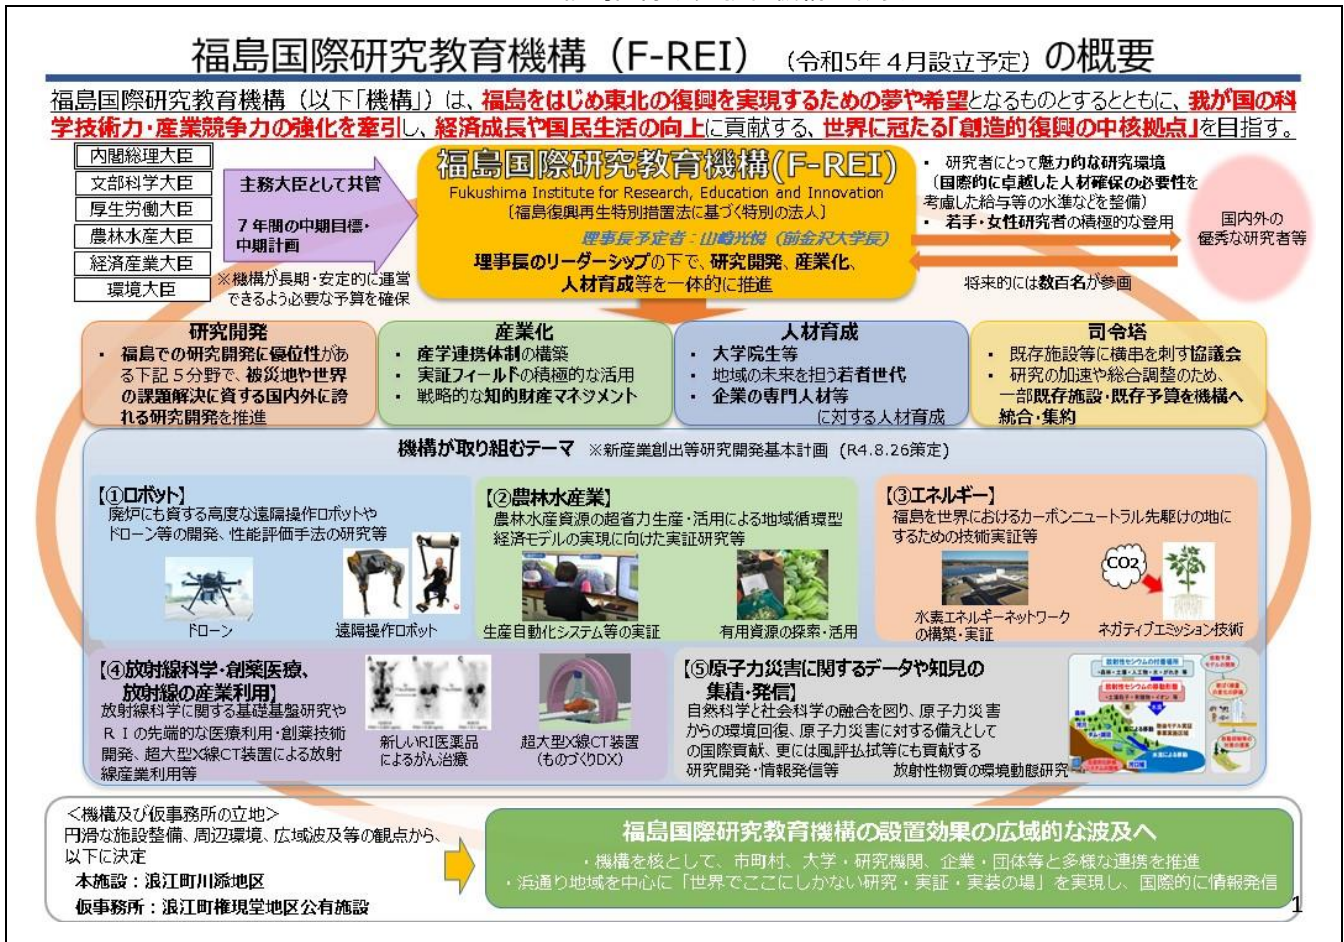 福島国際研究教育機構（F-REI）（令和5年４月設立予定）の概要
福島国際研究教育機構（以下「機構」）は、福島をはじめ東北の復興を実現するための夢や希望となるものとするとともに、我が国の科
学技術力・産業競争力の強化を牽引し、経済成長や国民生活の向上に貢献する、世界に冠たる「創造的復興の中核拠点」を目指す。
内閣総理大臣
文部科学大臣
厚生労働大臣
農林水産大臣
経済産業大臣
環境大臣
主務大臣として共管
７年間の中期目標・
中期計画
※機構が長期・安定的に運営
できるよう必要な予算を確保
福島国際研究教育機構(F-REI)
Fukushima Institute for Research, Education and Innovation
〔福島復興再生特別措置法に基づく特別の法人〕
理事長予定者：山崎光悦（前金沢大学長）
理事長のリーダーシップの下で、研究開発、産業化、
人材育成等を一体的に推進
・ 研究者にとって魅力的な研究環境
（国際的に卓越した人材確保の必要性を
考慮した給与等の水準などを整備）
・ 若手・女性研究者の積極的な登用
将来的には数百名が参画
国内外の
優秀な研究者等
研究開発
・ 福島での研究開発に優位性があ
る下記５分野で、被災地や世界
の課題解決に資する国内外に誇
れる研究開発を推進
産業化
・ 産学連携体制の構築
・ 実証フィールドの積極的な活用
・ 戦略的な知的財産マネジメント
人材育成
・ 大学院生等
・ 地域の未来を担う若者世代
・ 企業の専門人材等
に対する人材育成
司令塔
・ 既存施設等に横串を刺す協議会
・ 研究の加速や総合調整のため、
一部既存施設・既存予算を機構へ
統合・集約
機構が取り組むテーマ ※新産業創出等研究開発基本計画（R4.8.26策定）
【①ロボット】
廃炉にも資する高度な遠隔操作ロボットや
ドローン等の開発、性能評価手法の研究等
ドローン
遠隔操作ロボット
【②農林水産業】
農林水産資源の超省力生産・活用による地域循環型
経済モデルの実現に向けた実証研究等
生産自動化システム等の実証
有用資源の探索・活用
【③エネルギー】
福島を世界におけるカーボンニュートラル先駆けの地に
するための技術実証等
CO2
水素エネルギーネットワーク
の構築・実証
ネガティブエミッション技術
【④放射線科学・創薬医療、
放射線の産業利用】
放射線科学に関する基礎基盤研究や
ＲＩの先端的な医療利用・創薬技術
開発、超大型X線CT装置による放射
線産業利用等
新しいRI医薬品
によるがん治療
超大型X線CT装置
（ものづくりDX）
【⑤原子力災害に関するデータや知見の
集積・発信】
自然科学と社会科学の融合を図り、原子力災害
からの環境回復、原子力災害に対する備えとして
の国際貢献、更には風評払拭等にも貢献する
研究開発・情報発信等
放射性物質の環境動態研究
放射性セシウムの付着場所
放射性セシウムの移動形態
＜機構及び仮事務所の立地＞
円滑な施設整備、周辺環境、広域波及等の観点から、
以下に決定
本施設：浪江町川添地区
仮事務所：浪江町権現堂地区公有施設
福島国際研究教育機構の設置効果の広域的な波及へ
・機構を核として、市町村、大学・研究機関、企業・団体等と多様な連携を推進
・浜通り地域を中心に「世界でここにしかない研究・実証・実装の場」を実現し、国際的に情報発信
1